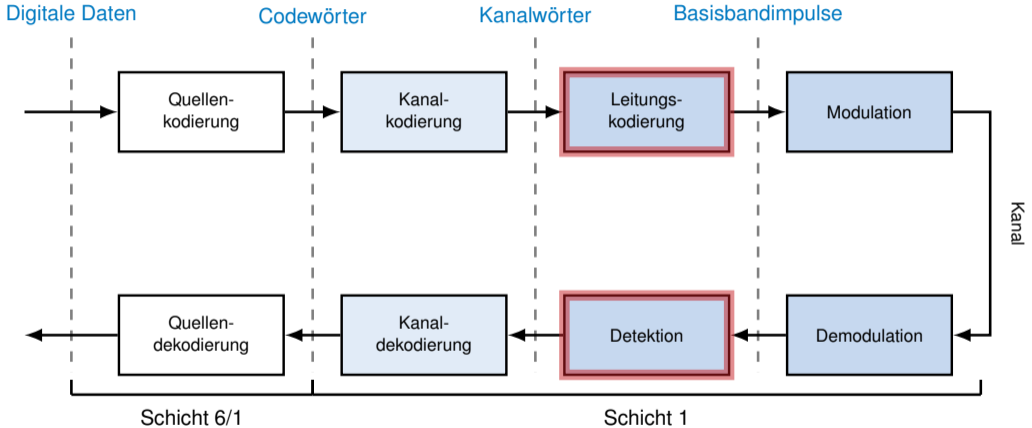 Digitale Daten
Codewörter
Kanalwörter
Basisbandimpulse
Quellen-
kodierung
Kanal-
kodierung
Leitungs-
kodierung
Modulation
Kanal
Quellen-
dekodierung
Kanal-
dekodierung
Detektion
Demodulation
Schicht 6/1
Schicht 1